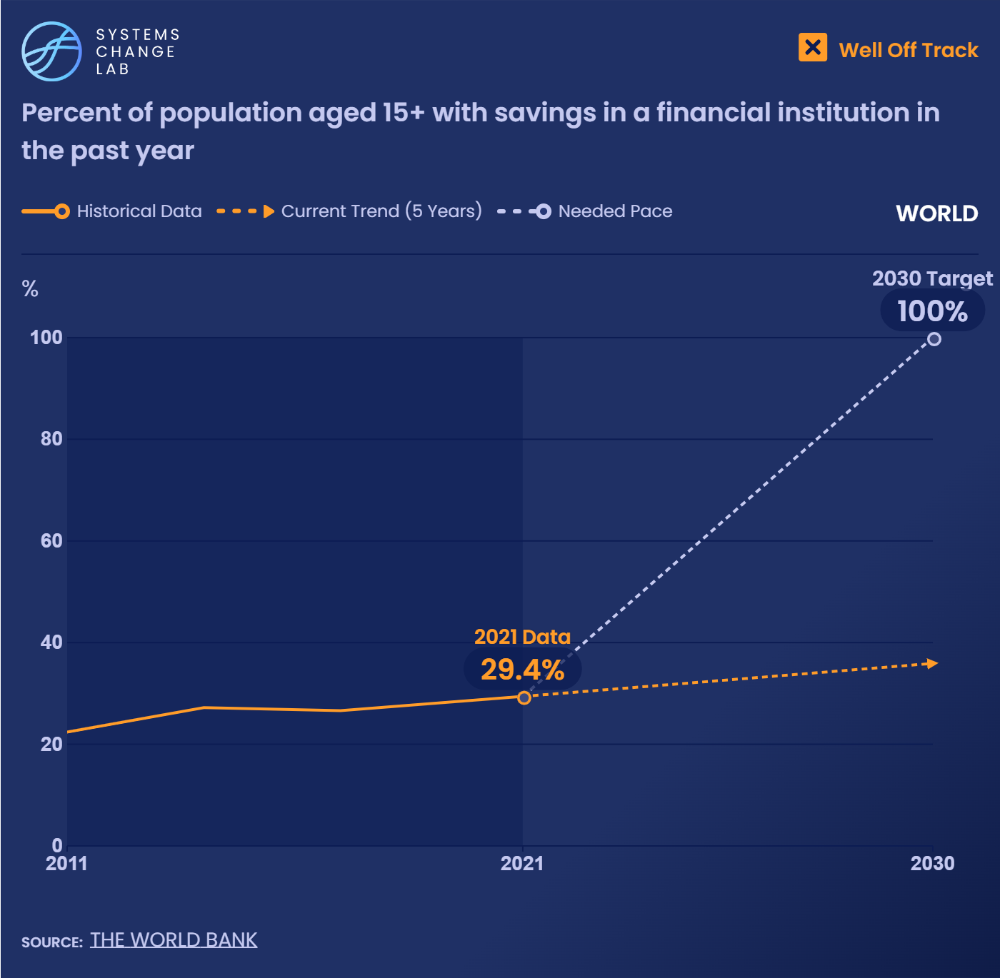 SYSTEMS
CHANGE
LAB
Well Off Track
Percent of population aged 15+ with savings in a financial institution in
the past year
Historical Data
Current Trend (5 Years)
Needed Pace
WORLD
%
2030 Target
100%
100
80
60
40
20
0
2021 Data
29.4%
2011
2021
2030
SOURCE: THE WORLD BANK